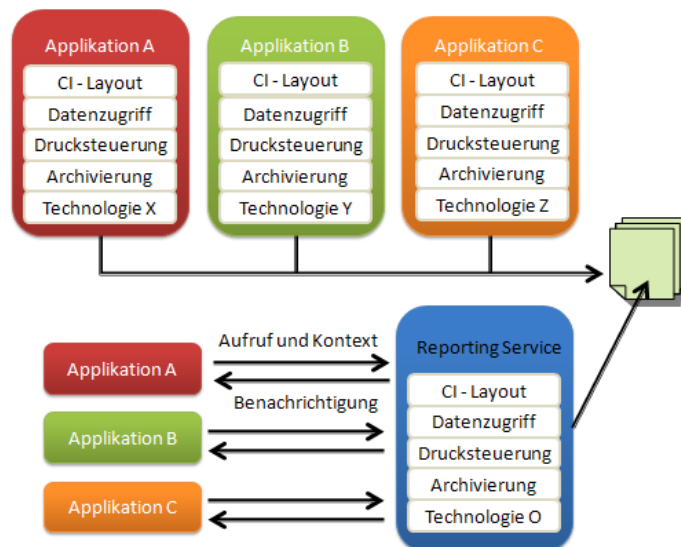 Applikation A
CI - Layout
Datenzugriff
Drucksteuerung
Archivierung
Technologie X
Applikation B
CI - Layout
Datenzugriff
Drucksteuerung
Archivierung
Technologie Y
Applikation C
CI - Layout
Datenzugriff
Drucksteuerung
Archivierung
Technologie Z
Applikation A
Applikation B
Applikation C
Aufruf und Kontext
Benachrichtigung
Reporting Service
CI - Layout
Datenzugriff
Drucksteuerung
Archivierung
Technologie O